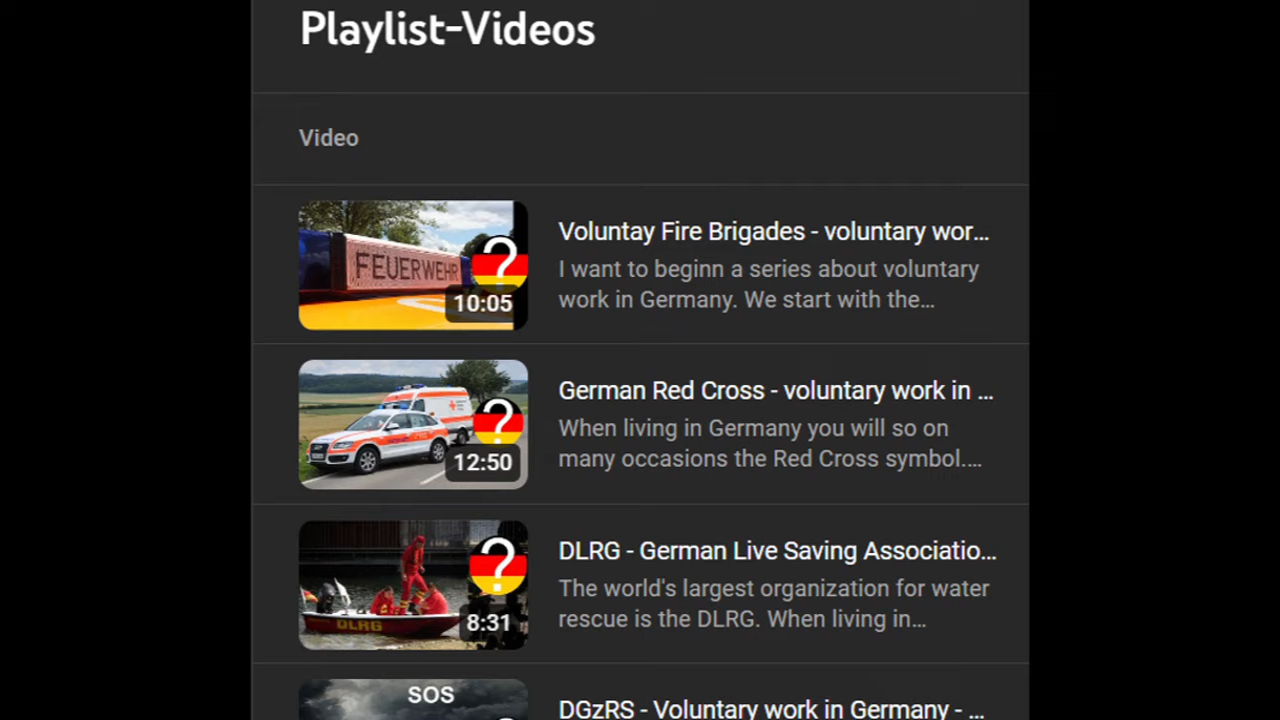 Playlist-Videos
Video
FEUERWEHR
?
10:05
Voluntay Fire Brigades - voluntary wor...
I want to beginn a series about voluntary
work in Germany. We start with the...
?
12:50
German Red Cross - voluntary work in ...
When living in Germany you will so on
many occasions the Red Cross symbol....
?
DLRG
8:31
DLRG - German Live Saving Associatio...
The world's largest organization for water
rescue is the DLRG. When living in...
SOS
DGzRS - Voluntary work in Germany - ...